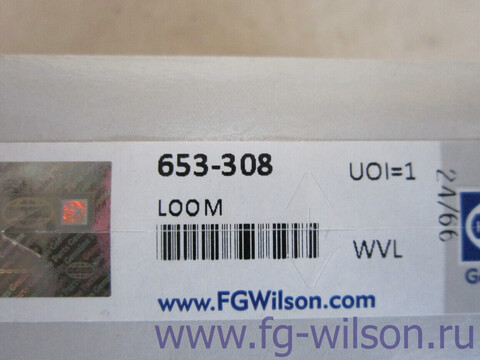 653-308
UOI=1
LOOM
24/66
WVL
www.FGWilson.com
www.fg-wilson.ru